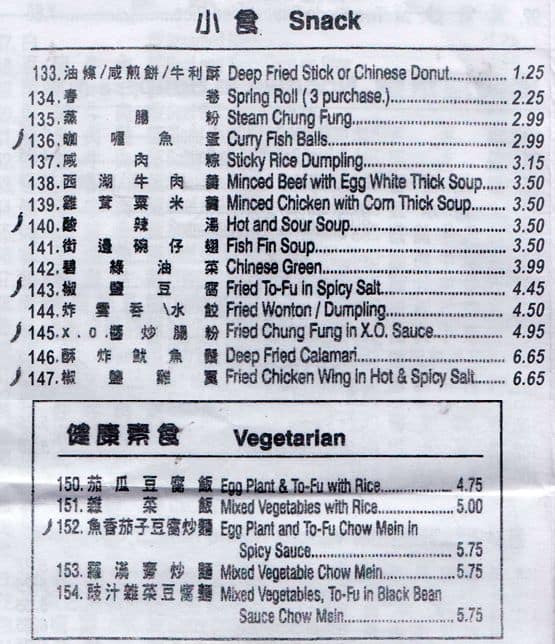 小食 Snack
133. 油條/咸煎餅/牛利酥 Deep Fried Stick or Chinese Donut 1.25
134. 春卷 Spring Roll (3 purchase.) 2.25
135. 蒸腸粉 Steam Chung Fung 2.99
136. 咖喱魚蛋 Curry Fish Balls 2.99
137. 咸肉粽 Sticky Rice Dumpling 3.15
138. 西湖牛肉羹 Minced Beef with Egg White Thick Soup 3.50
139. 雞茸粟米羹 Minced Chicken with Corn Thick Soup 3.50
140. 酸辣湯 Hot and Sour Soup 3.50
141. 街邊碗仔翅 Fish Fin Soup 3.50
142. 碧綠油菜 Chinese Green 3.99
143. 椒鹽豆腐 Fried To-Fu in Spicy Salt 4.45
144. 炸雲吞\水餃 Fried Wonton / Dumpling 4.50
145. X.O.醬炒腸粉 Fried Chung Fung in X.O. Sauce 4.95
146. 酥炸魷魚鬚 Deep Fried Calamari 6.65
147. 椒鹽雞翼 Fried Chicken Wing in Hot & Spicy Salt 6.65
健康素食 Vegetarian
150. 茄瓜豆腐飯 Egg Plant & To-Fu with Rice 4.75
151. 雜菜飯 Mixed Vegetables with Rice 5.00
152. 魚香茄子豆腐炒麵 Egg Plant and To-Fu Chow Mein in
Spicy Sauce 5.75
153. 羅漢齋炒麵 Mixed Vegetable Chow Mein 5.75
154. 豉汁雜菜豆腐麵 Mixed Vegetables, To-Fu in Black Bean
Sauce Chow Mein 5.75